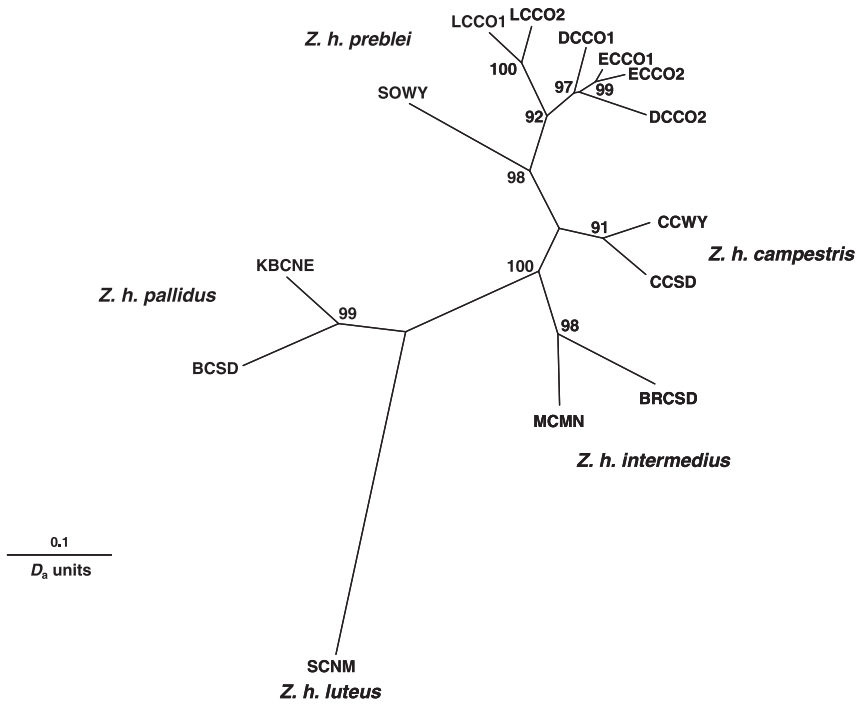 LCCO1
LCCO2
Z. h. preblei
DCCO1
ECCO1
100
ECCO2
97
99
SOWY
92
DCCO2
98
CCWY
91
Z. h. campestris
KBCNE
100
CCSD
Z. h. pallidus
99
98
BCSD
BRCSD
MCMN
Z. h. intermedius
0.1
Da units
SCNM
Z. h. luteus